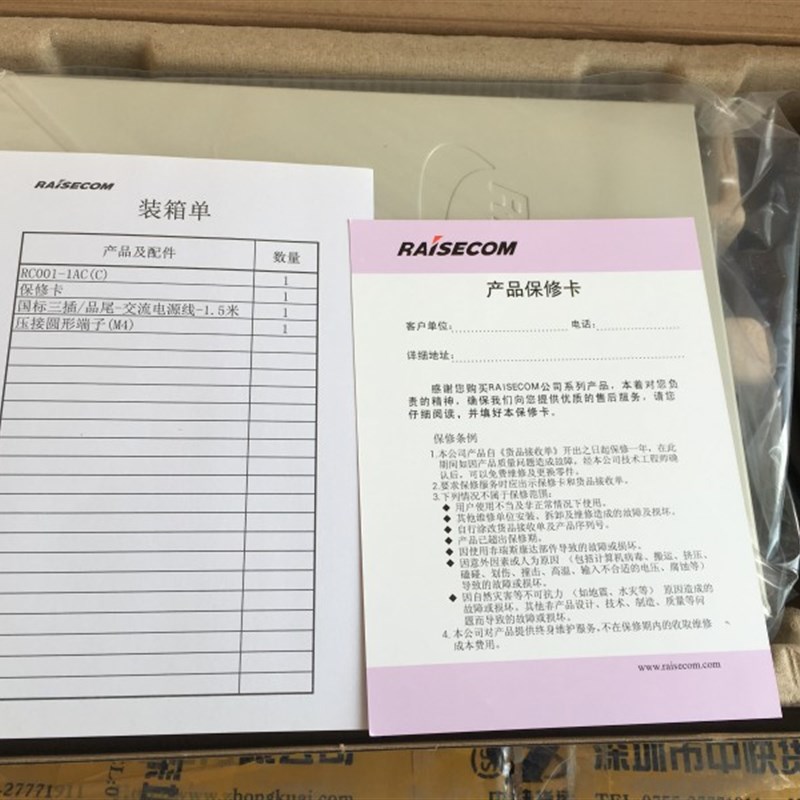 RAISECOM
装箱单
产品及配件 数量
RC001-1AC(C) 1
保修卡 1
国标三插/品尾-交流电源线-1.5米 1
压接圆形端子(M4) 1
RAISECOM
产品保修卡
客户单位: 电话:
详细地址:
感谢您购买RAISECOM公司系列产品，本着对您负
责的精神，确保我们向您提供优质的售后服务，请您
仔细阅读，并填好本保修卡。
保修条例
1.本公司产品自《货品接收单》开出之日起保修一年，在此
期间如因产品质量问题造成故障，经本公司技术工程师确
认后，可以免费维修及更换零件。
2.要求保修服务时应出示保修卡和货品接收单。
3.下列情况不属于保修范围:
◆ 用户使用不当及非正常情况下使用。
◆ 其他维修单位安装、拆卸及维修造成的故障及损坏。
◆ 自行涂改货品接收单及产品序列号。
◆ 产品已超出保修期。
◆ 因使用非瑞斯康达部件导致的故障或损坏。
◆ 因意外因素或人为原因（包括计算机病毒、搬运、挤压、
磕碰、划伤、撞击、高温、输入不合适的电压、腐蚀等）
导致的故障或损坏。
◆ 因自然灾害等不可抗力（如地震、水灾等）原因造成的
故障或损坏。其他非产品设计、技术、制造、质量等问
题而导致的故障或损坏。
4.本公司对产品提供终身维护服务，不在保修期内的收取维修
成本费用。
www.raisecom.com
深圳市中快货
-27771911 www.zhongkuai.com